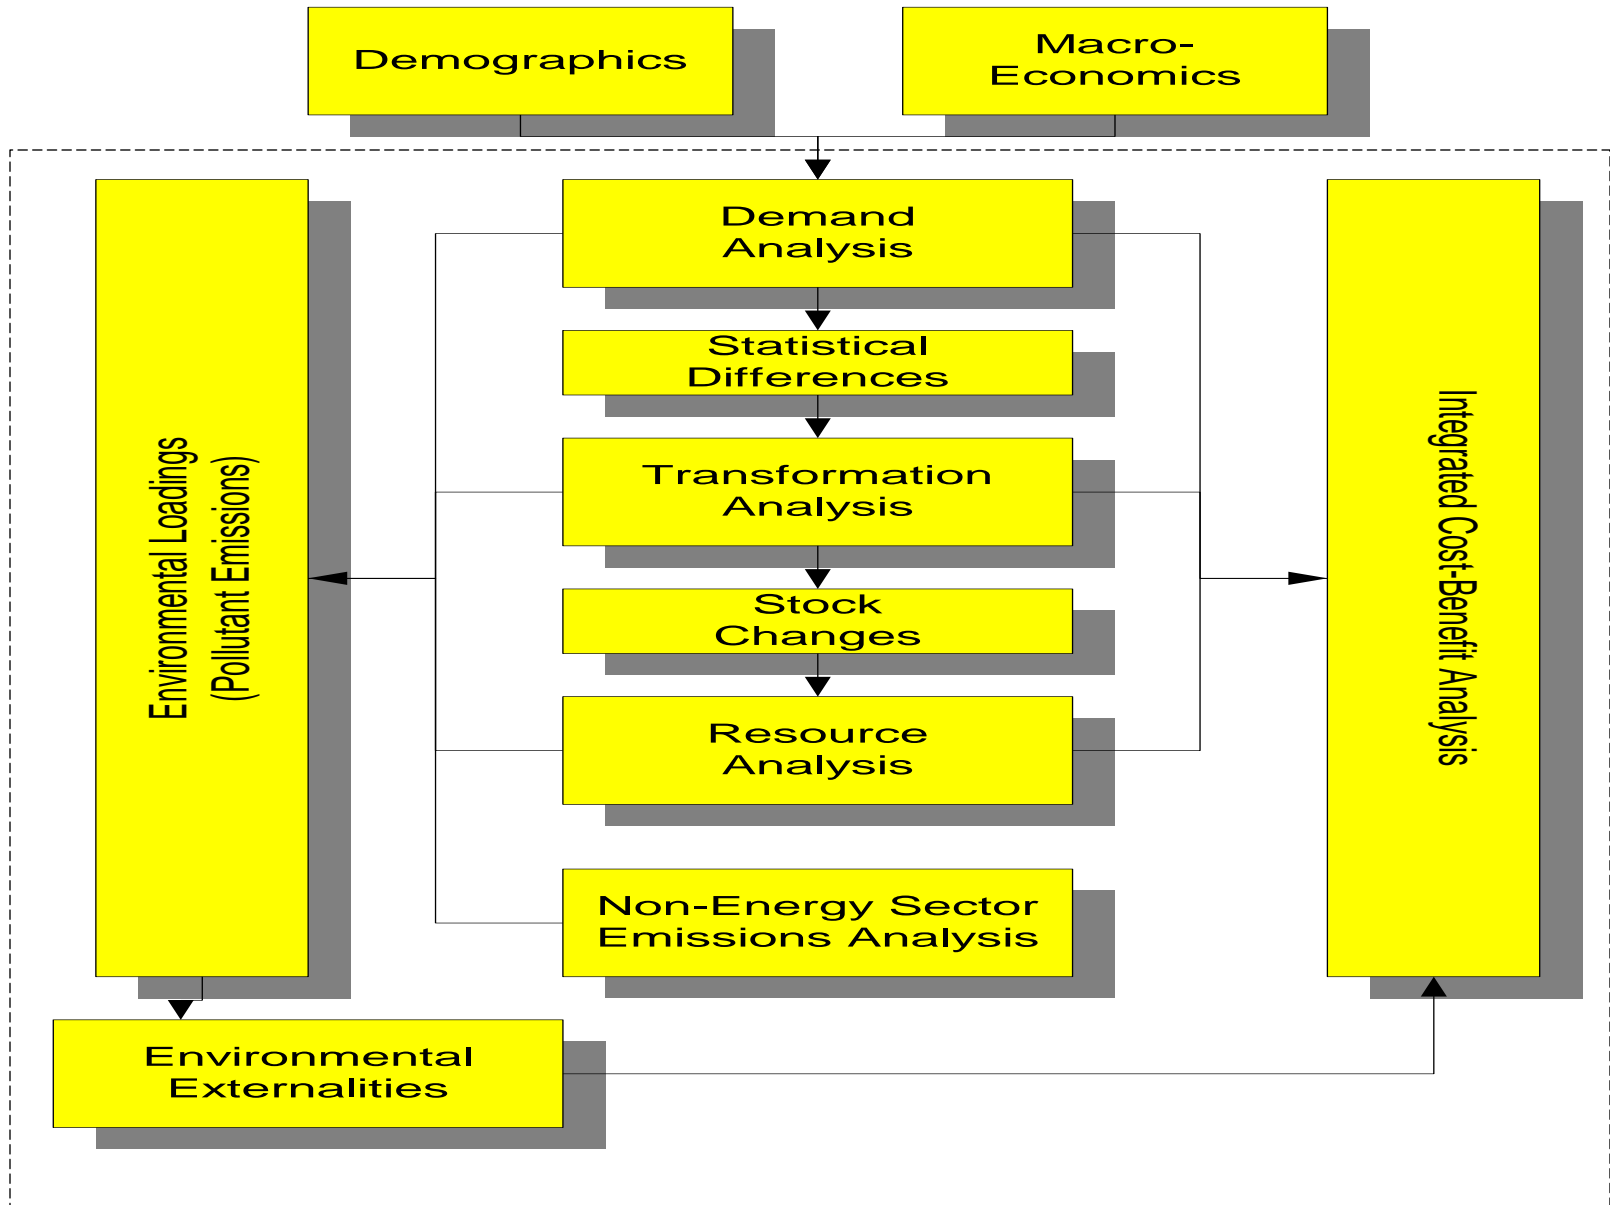 Demographics
Macro-
Economics
Demand
Analysis
Statistical
Differences
Transformation
Analysis
Stock
Changes
Resource
Analysis
Non-Energy Sector
Emissions Analysis
Environmental Loadings
(Pollutant Emissions)
Integrated Cost-Benefit Analysis
Environmental
Externalities